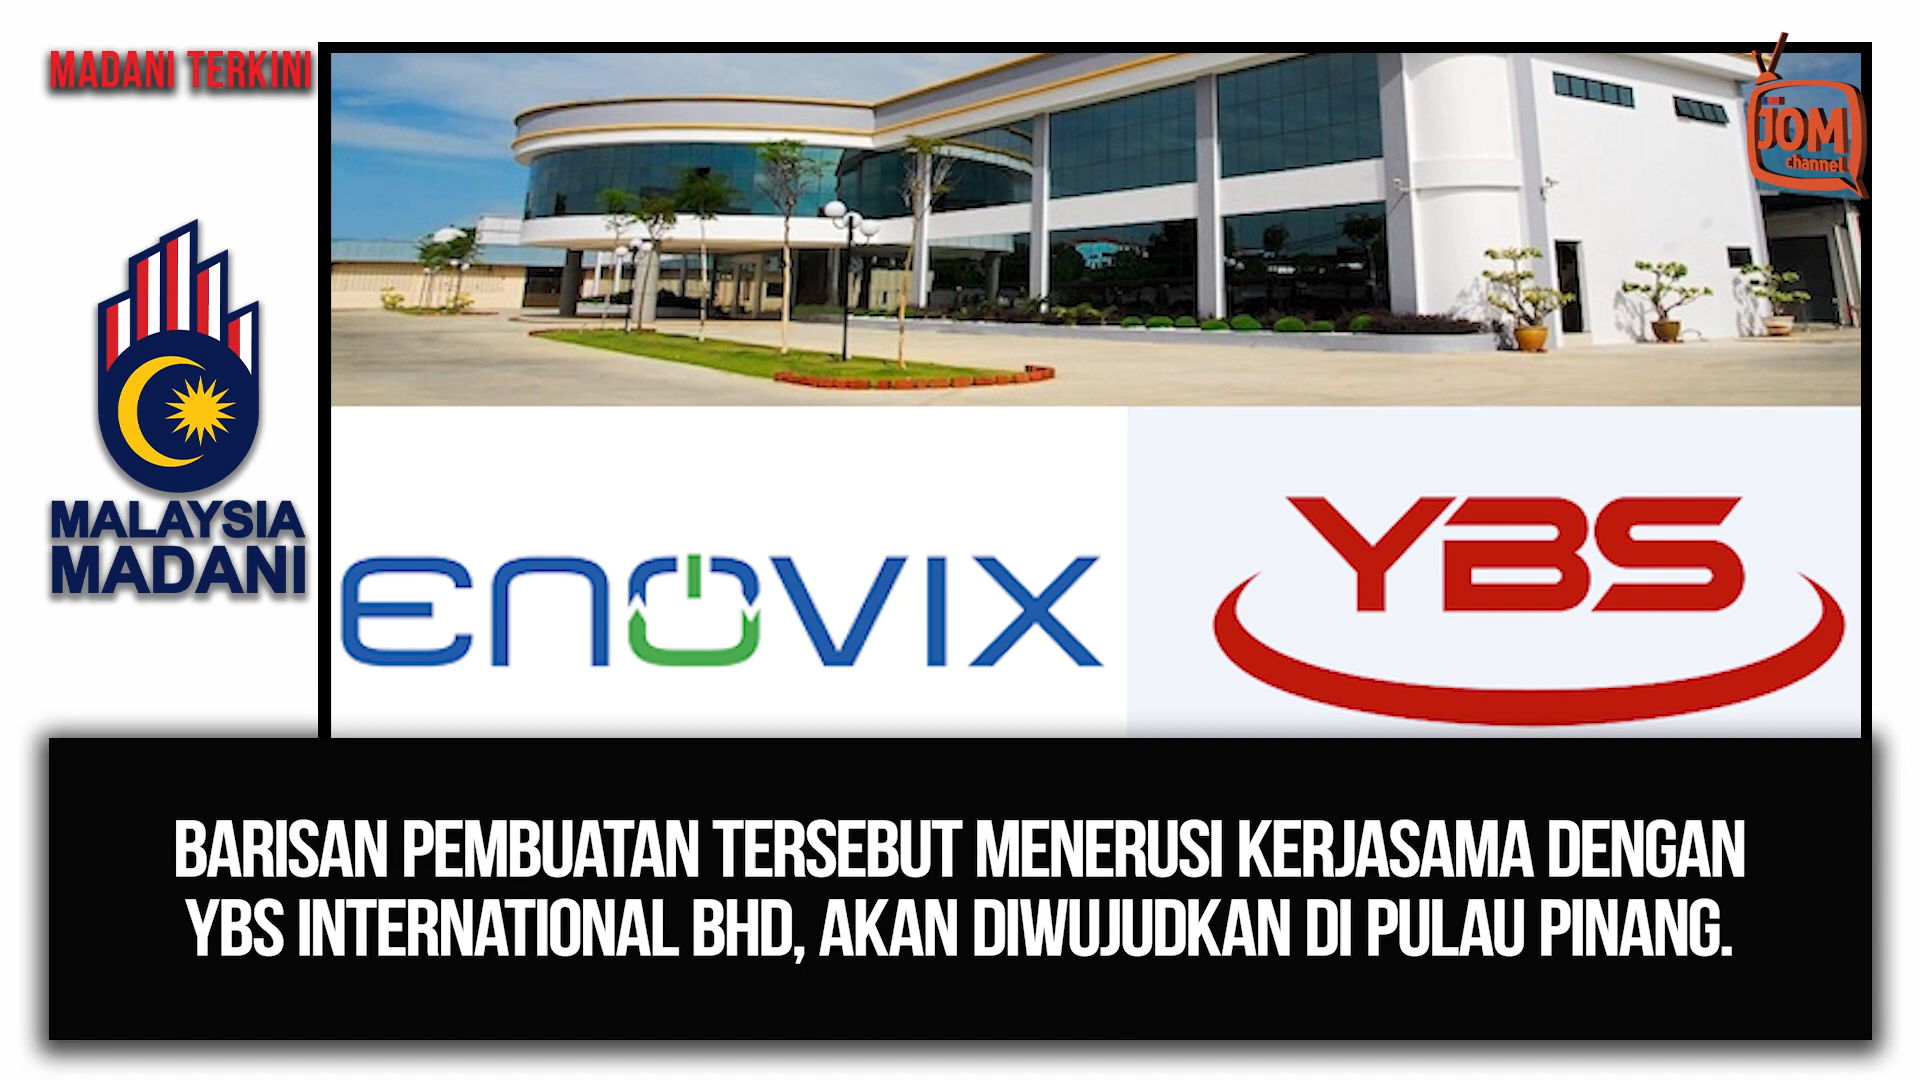 MADANI TERKINI
JOM
channel
MALAYSIA
MADANI
ENOVIX
YBS
BARISAN PEMBUATAN TERSEBUT MENERUSI KERJASAMA DENGAN
YBS INTERNATIONAL BHD, AKAN DIWUJUDKAN DI PULAU PINANG.